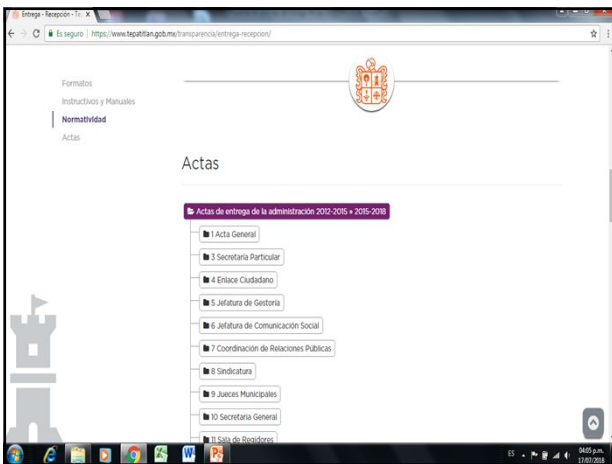 Entrega - Recepción - Te
Es seguro | https://www.tepatitlan.gob.mx/transparencia/entrega-recepcion/
Formatos
Instructivos y Manuales
Normatividad
Actas
Actas
Actas de entrega de la administración 2012-2015 » 2015-2018
1 Acta General
3 Secretaria Particular
4 Enlace Ciudadano
5 Jefatura de Gestoría
6 Jefatura de Comunicación Social
7 Coordinación de Relaciones Públicas
8 Sindicatura
9 Jueces Municipales
10 Secretaria General
11 Sala de Regidores
ES
04:05 p.m.
17/07/2018